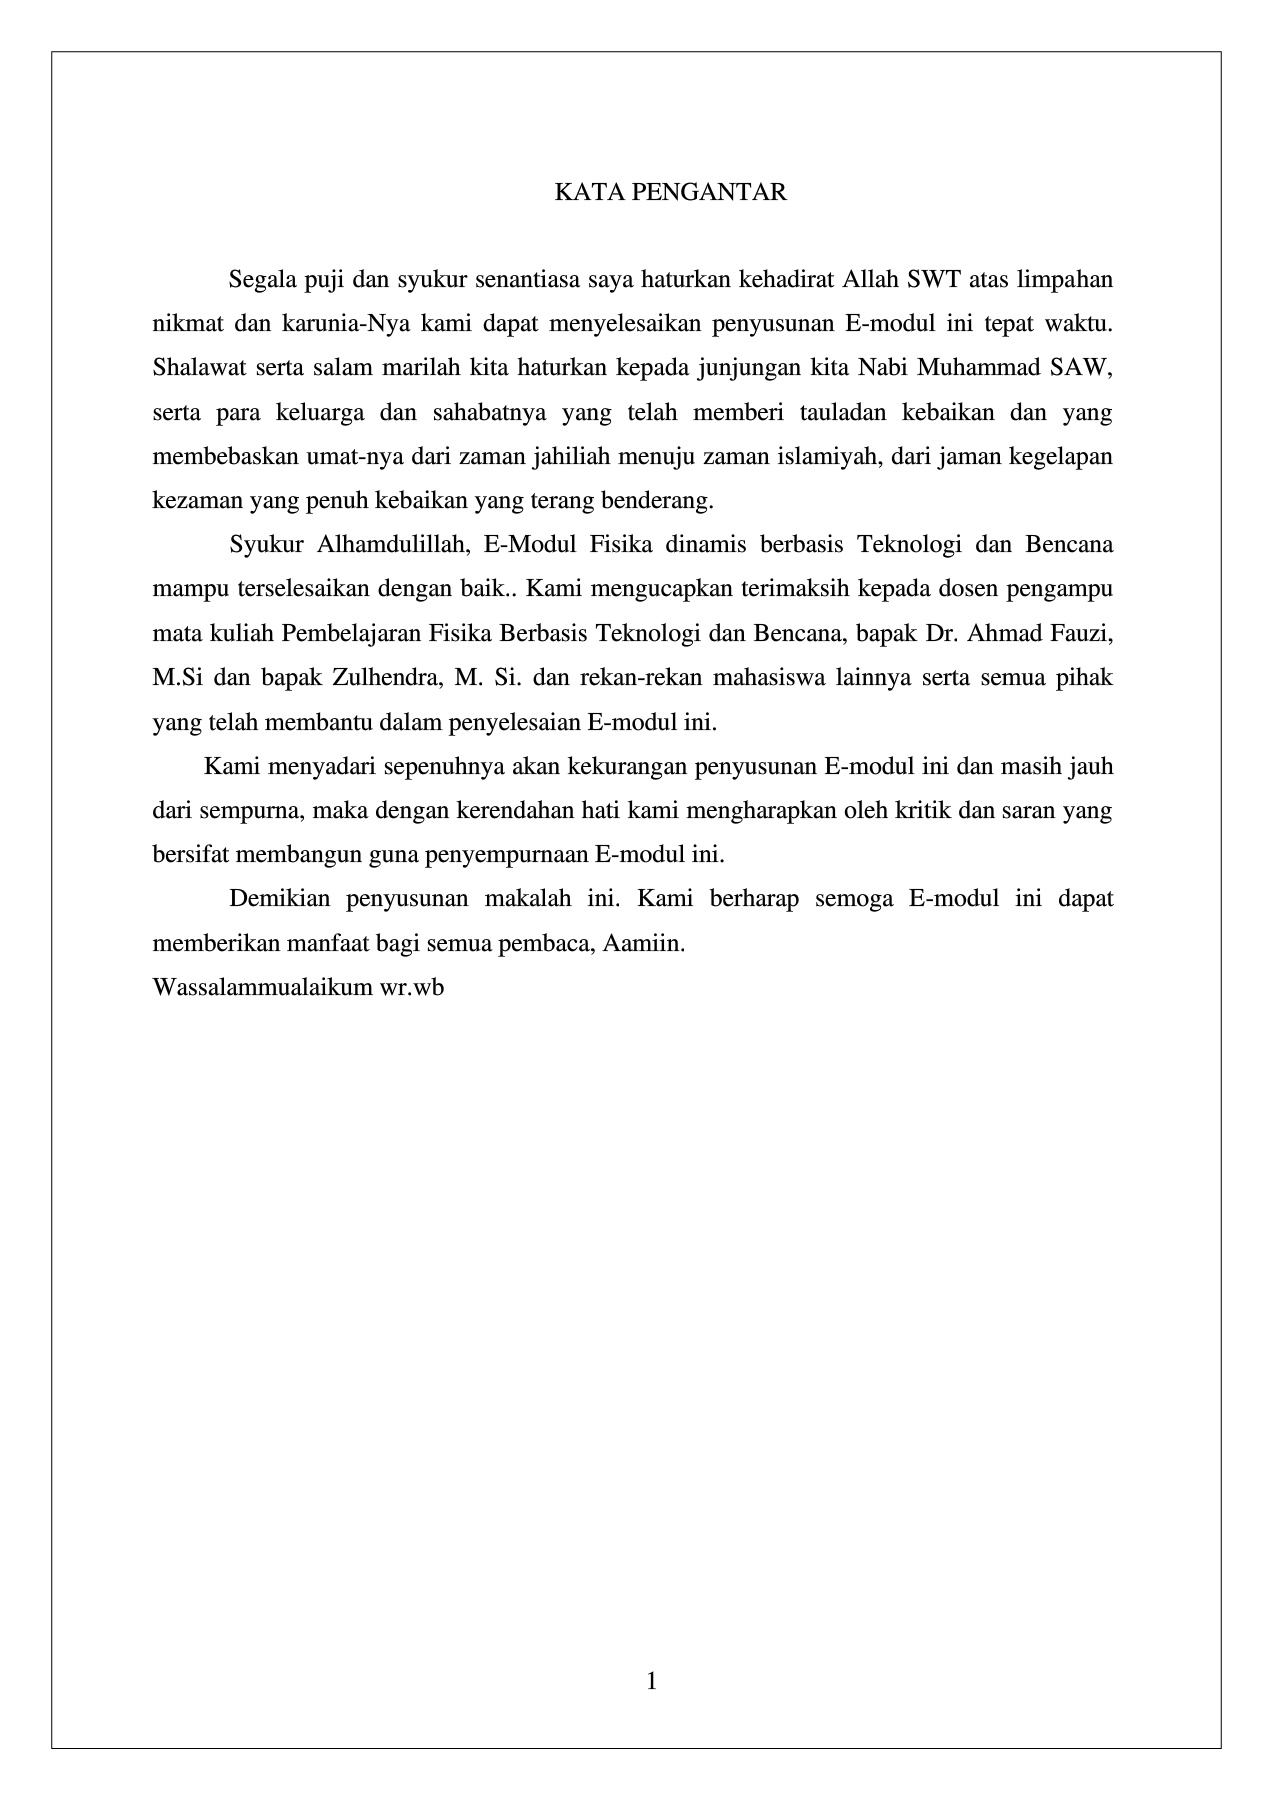 KATA PENGANTAR
Segala puji dan syukur senantiasa saya haturkan kehadirat Allah SWT atas limpahan
nikmat dan karunia-Nya kami dapat menyelesaikan penyusunan E-modul ini tepat waktu.
Shalawat serta salam marilah kita haturkan kepada junjungan kita Nabi Muhammad SAW,
serta para keluarga dan sahabatnya yang telah memberi tauladan kebaikan dan yang
membebaskan umat-nya dari zaman jahiliah menuju zaman islamiyah, dari jaman kegelapan
kezaman yang penuh kebaikan yang terang benderang.
Syukur Alhamdulillah, E-Modul Fisika dinamis berbasis Teknologi dan Bencana
mampu terselesaikan dengan baik.. Kami mengucapkan terimaksih kepada dosen pengampu
mata kuliah Pembelajaran Fisika Berbasis Teknologi dan Bencana, bapak Dr. Ahmad Fauzi,
M.Si dan bapak Zulhendra, M. Si. dan rekan-rekan mahasiswa lainnya serta semua pihak
yang telah membantu dalam penyelesaian E-modul ini.
Kami menyadari sepenuhnya akan kekurangan penyusunan E-modul ini dan masih jauh
dari sempurna, maka dengan kerendahan hati kami mengharapkan oleh kritik dan saran yang
bersifat membangun guna penyempurnaan E-modul ini.
Demikian penyusunan makalah ini. Kami berharap semoga E-modul ini dapat
memberikan manfaat bagi semua pembaca, Aamiin.
Wassalammualaikum wr.wb
1